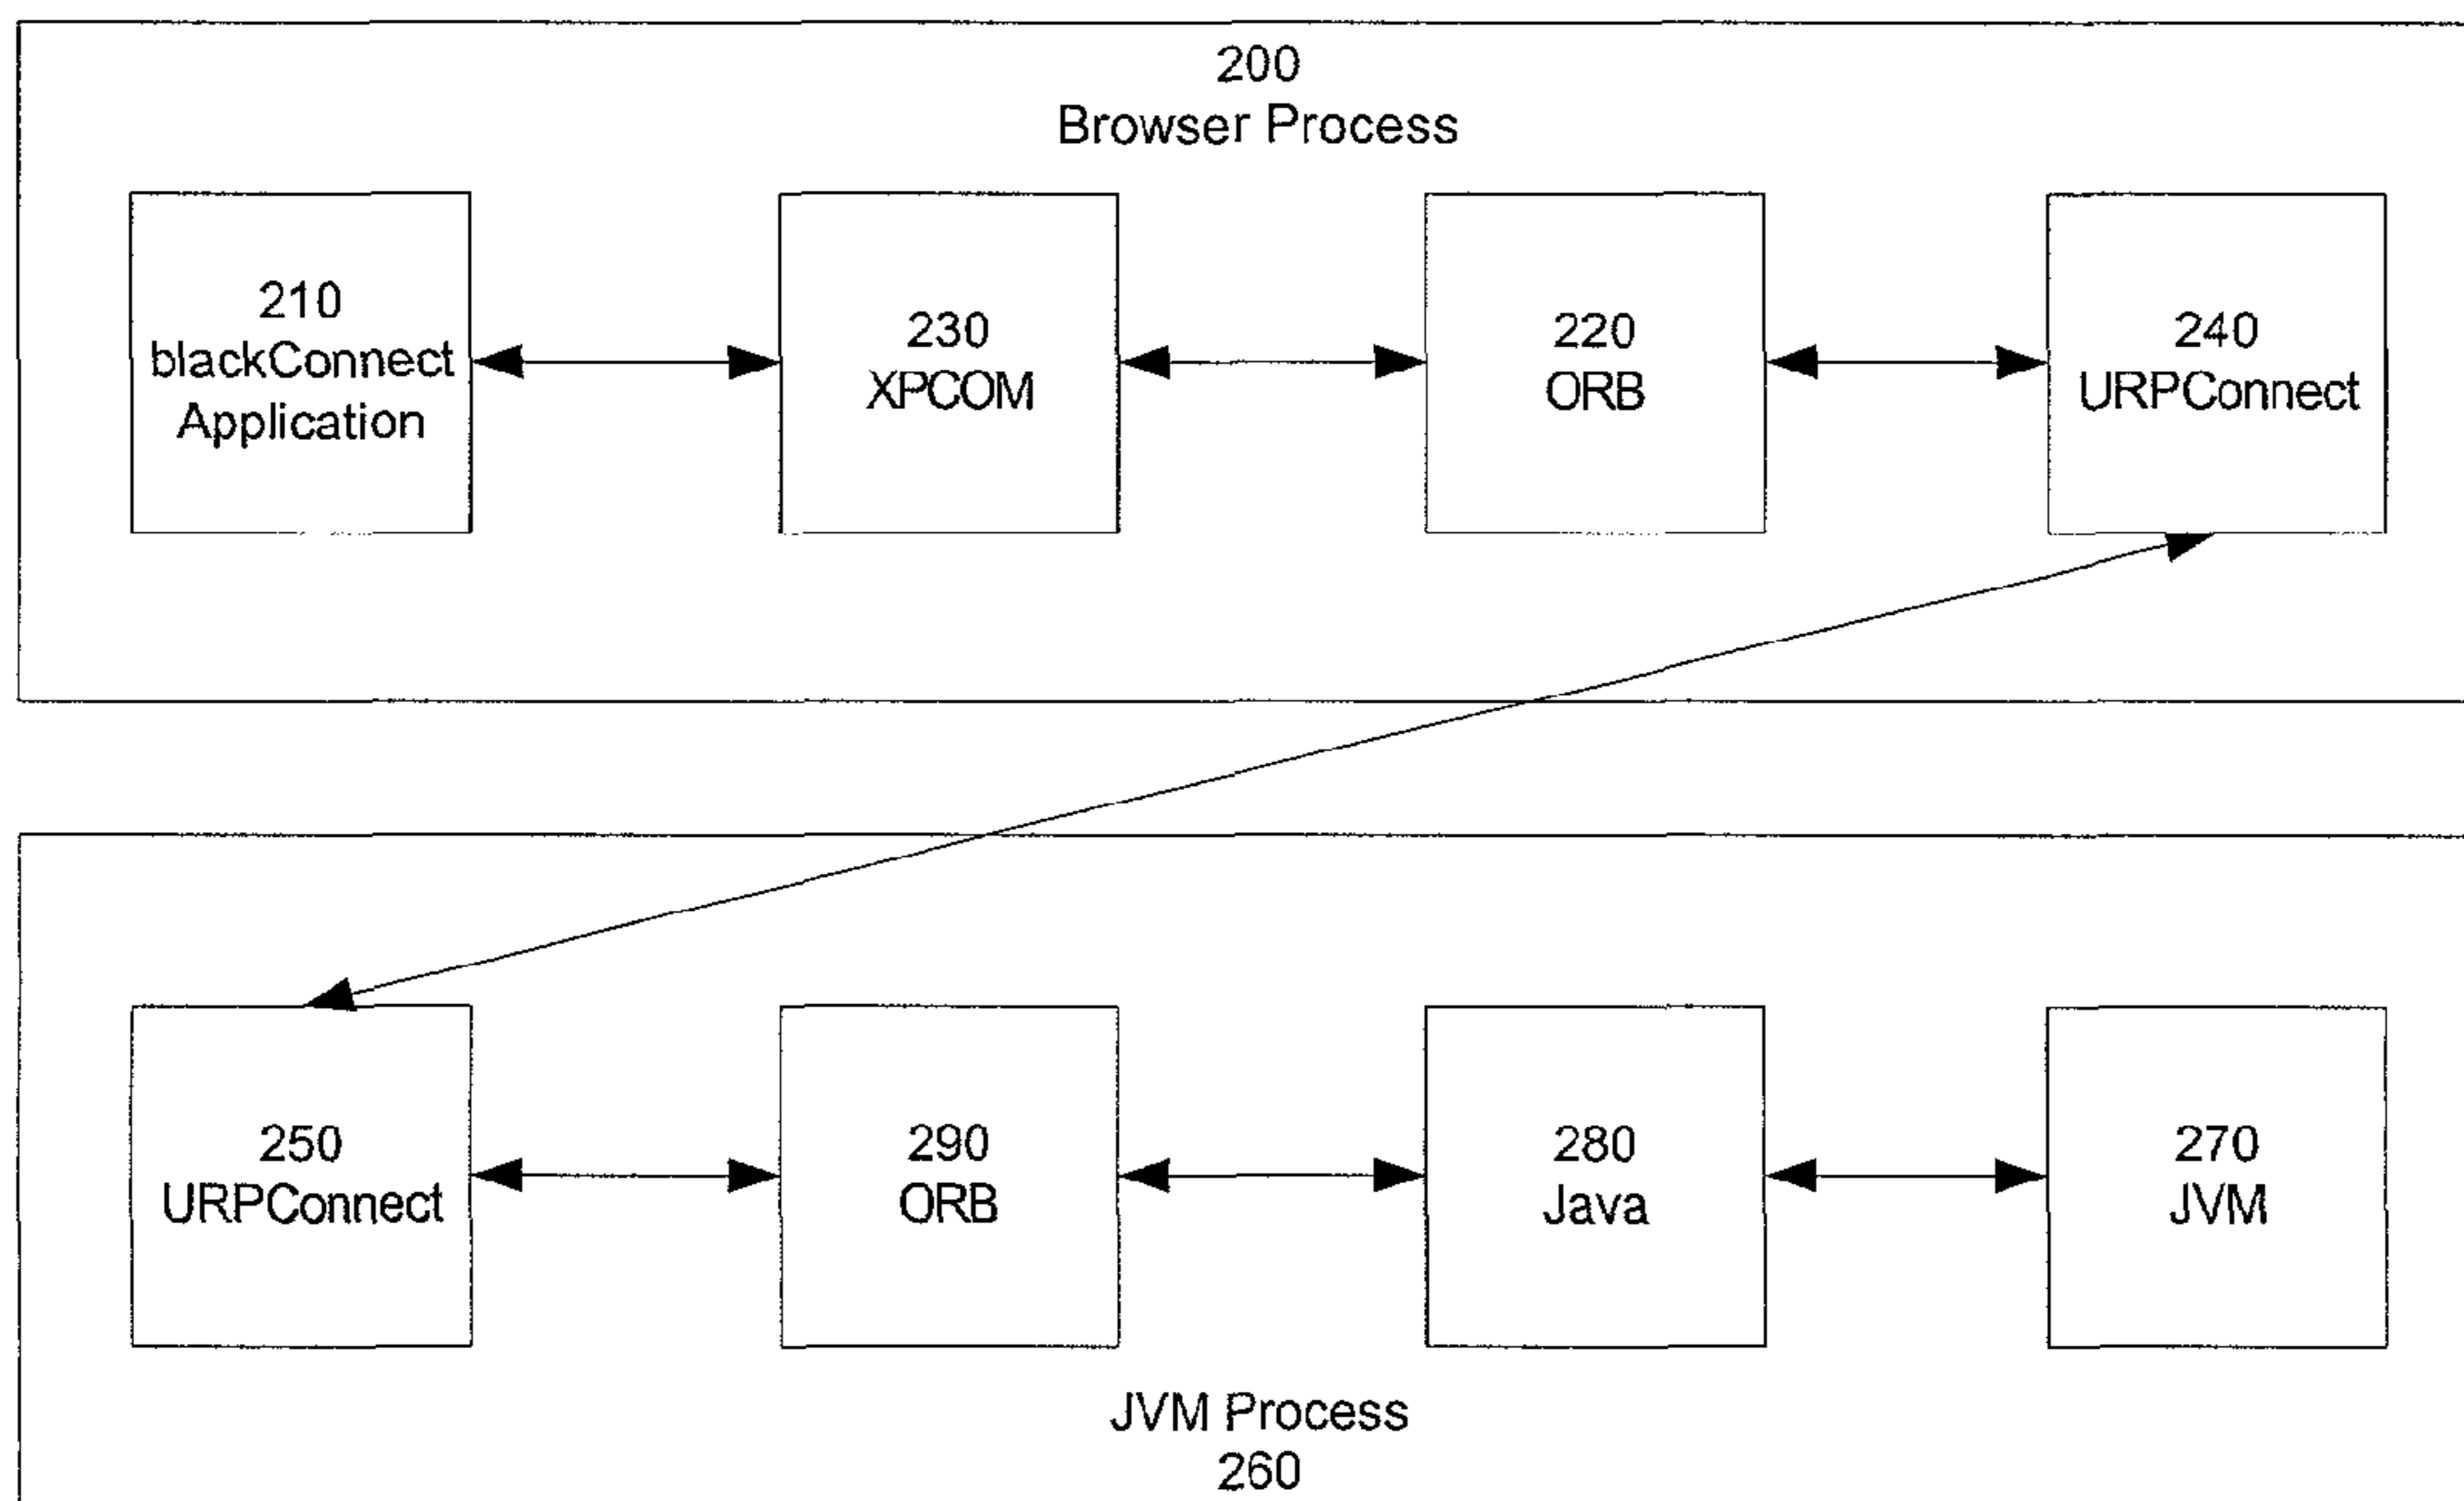 200
Browser Process
210
blackConnect
Application
230
XPCOM
220
ORB
240
URPConnect
250
URPConnect
290
ORB
280
Java
270
JVM
JVM Process
260